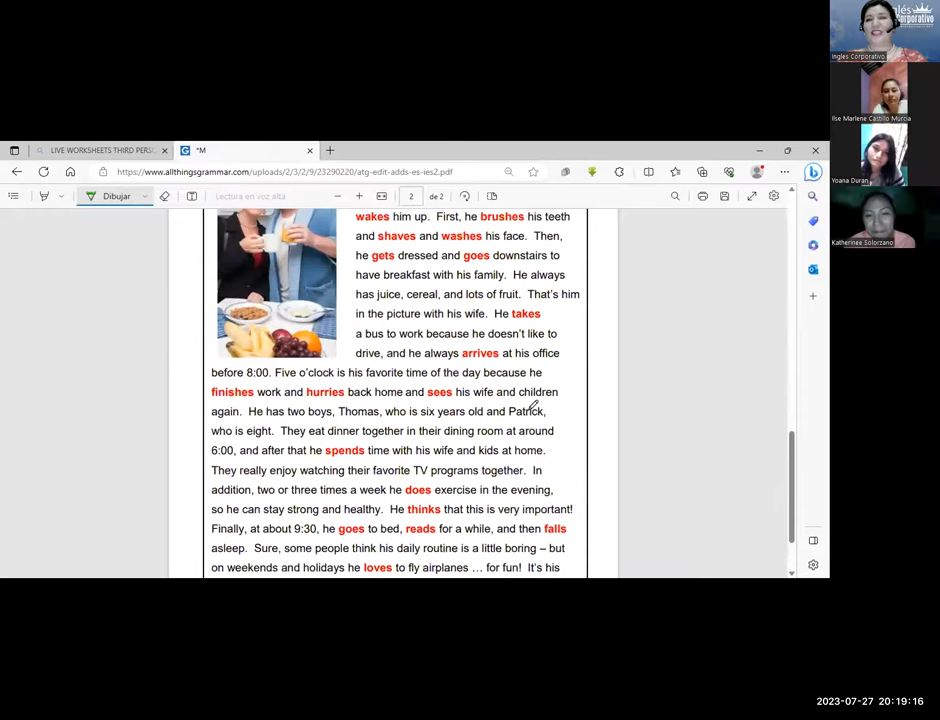 LIVE WORKSHEETS THIRD PERS
"M
https://www.allthingsgrammar.com/uploads/2/3/2/9/23290220/atg-edit-adds-es-ies2.pdf
Dibujar
Lectura en voz alta
2
de 2
wakes him up. First, he brushes his teeth
and shaves and washes his face. Then,
he gets dressed and goes downstairs to
have breakfast with his family. He always
has juice, cereal, and lots of fruit. That's him
in the picture with his wife. He takes
a bus to work because he doesn't like to
drive, and he always arrives at his office
before 8:00. Five o'clock is his favorite time of the day because he
finishes work and hurries back home and sees his wife and children
again. He has two boys, Thomas, who is six years old and Patrick,
who is eight. They eat dinner together in their dining room at around
6:00, and after that he spends time with his wife and kids at home.
They really enjoy watching their favorite TV programs together. In
addition, two or three times a week he does exercise in the evening,
so he can stay strong and healthy. He thinks that this is very important!
Finally, at about 9:30, he goes to bed, reads for a while, and then falls
asleep. Sure, some people think his daily routine is a little boring – but
on weekends and holidays he loves to fly airplanes … for fun! It's his
glés
corporativo
Ingles Corporativo
Ilse Marlene Castillo Murcia
Yoana Duran
Katherinee Solorzano
2023-07-27 20:19:16